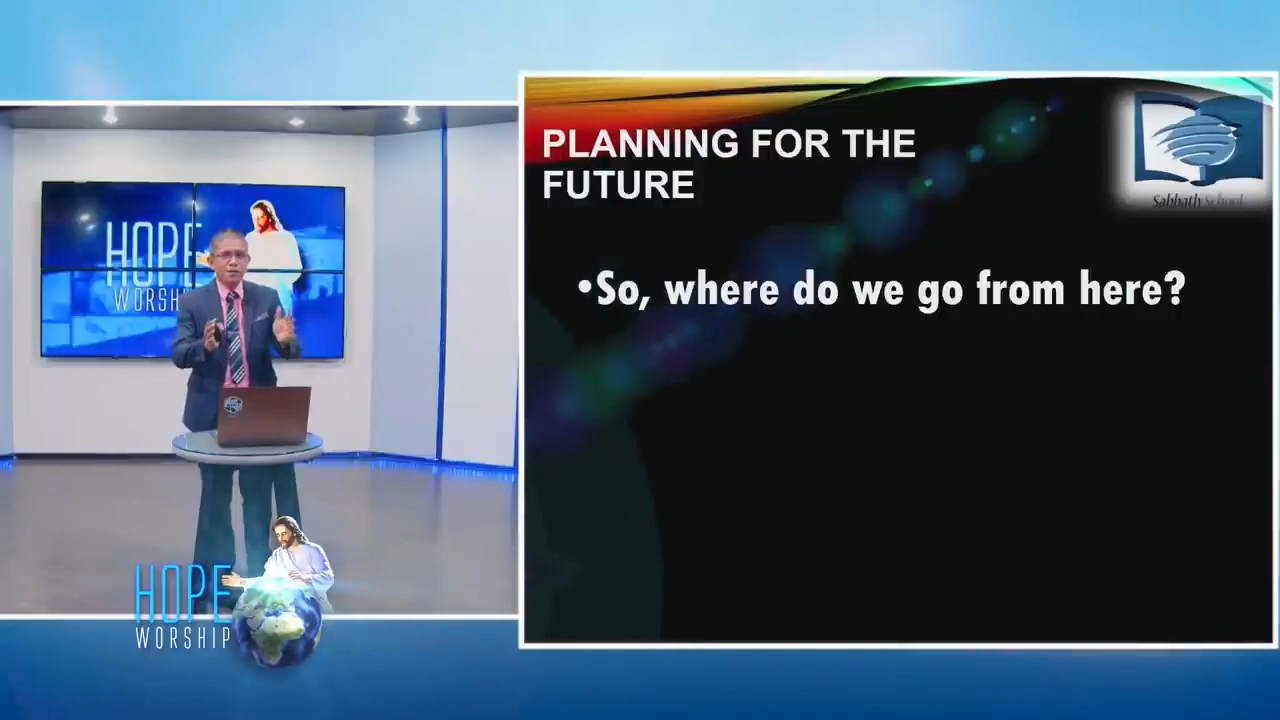 HOPE
WORSHIP
PLANNING FOR THE
FUTURE
Sabbath School
•So, where do we go from here?
HOPE
WORSHIP